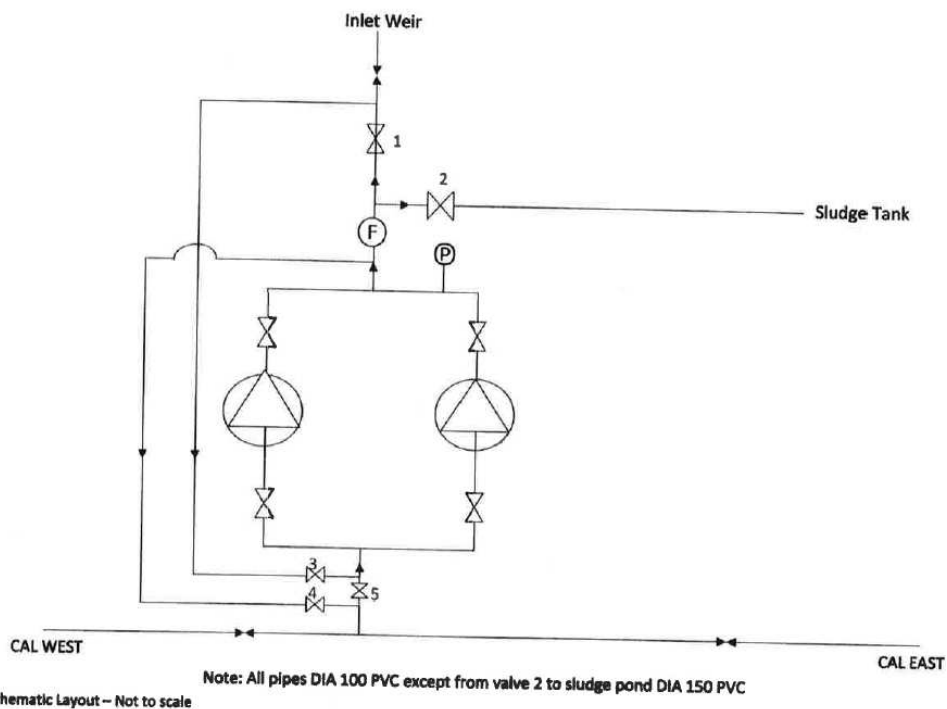 Inlet Weir
1
2
Sludge Tank
F
P
3
4
5
CAL WEST
CAL EAST
Note: All pipes DIA 100 PVC except from valve 2 to sludge pond DIA 150 PVC
hematic Layout – Not to scale